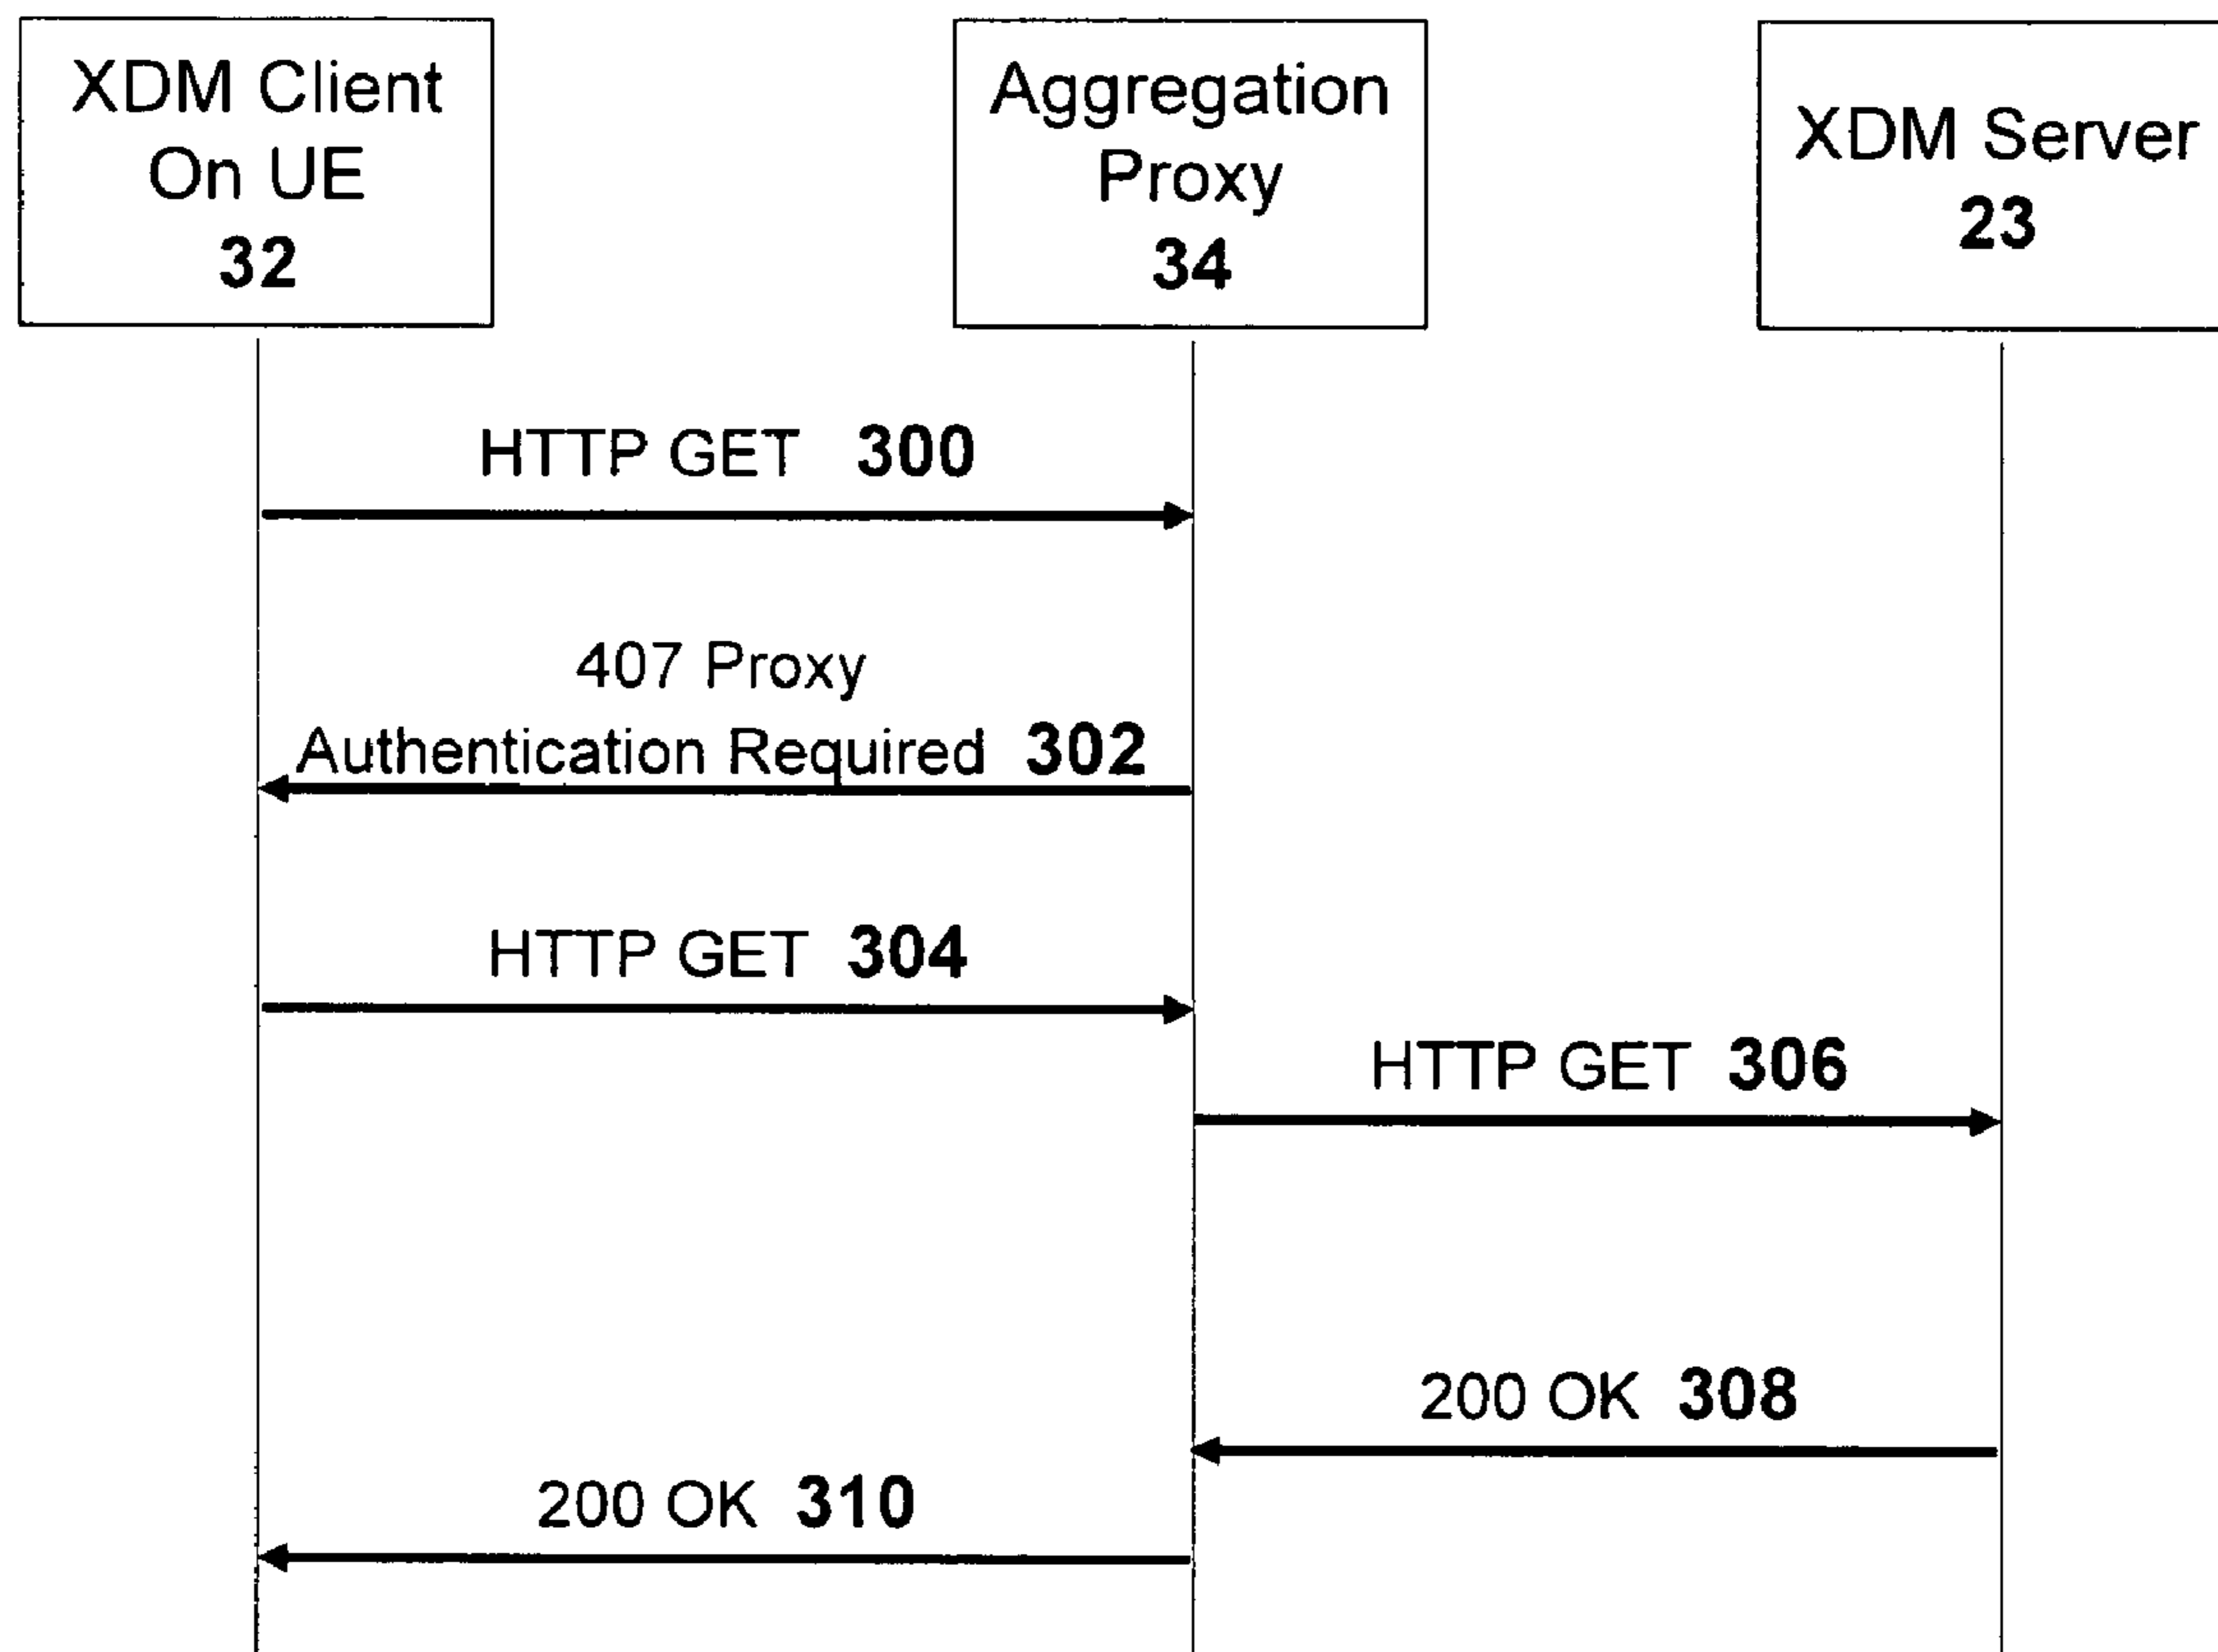 XDM Client
On UE
32
Aggregation
Proxy
34
XDM Server
23
HTTP GET 300
407 Proxy
Authentication Required 302
HTTP GET 304
HTTP GET 306
200 OK 308
200 OK 310